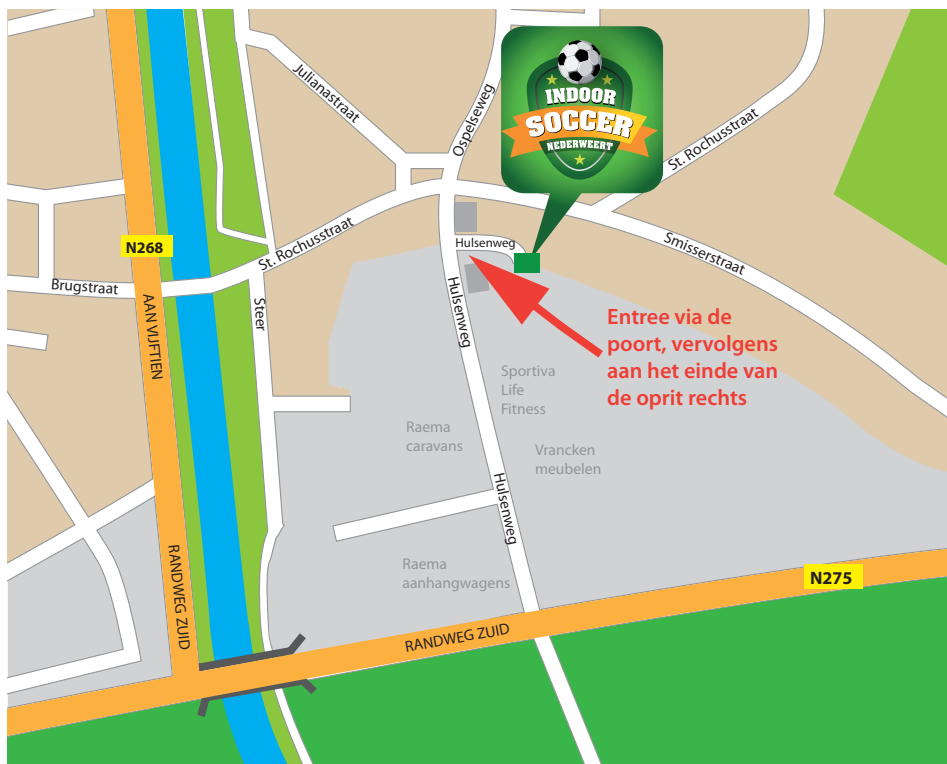 Julianastraat
Ospelseweg
INDOOR
SOCCER
NEDERWEERT
St. Rochusstraat
N268
St. Rochusstraat
Hulsenweg
Smisserstraat
Brugstraat
AAN VIJFTIEN
Steer
Hulsenweg
Entree via de
poort, vervolgens
aan het einde van
de oprit rechts
Sportiva
Life
Fitness
Raema
caravans
Vrancken
meubelen
Hulsenweg
Raema
aanhangwagens
RANDWEG ZUID
N275
RANDWEG ZUID